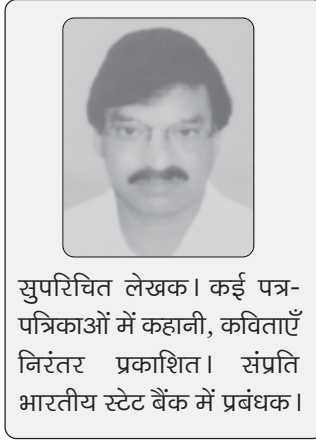 सुपरिचित लेखक। कई पत्र-
पत्रिकाओं में कहानी, कविताएँ
निरंतर प्रकाशित। संप्रति
भारतीय स्टेट बैंक में प्रबंधक।